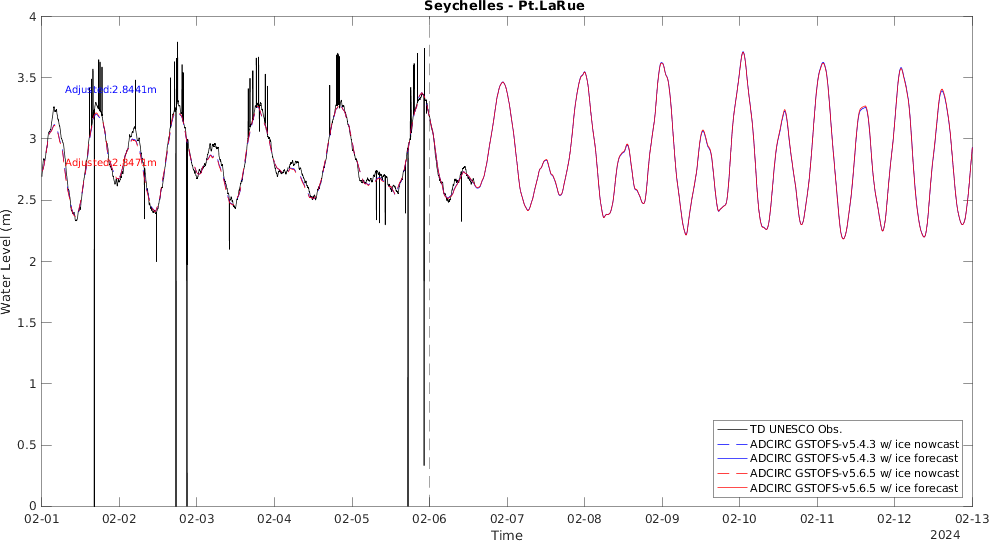 Seychelles - Pt.LaRue
4
3.5
3
2.5
2
1.5
1
0.5
0
Water Level (m)
Adjusted:2.8441m
Adjusted:2.8471m
TD UNESCO Obs.
ADCIRC GSTOFS-v5.4.3 w/ ice nowcast
ADCIRC GSTOFS-v5.4.3 w/ ice forecast
ADCIRC GSTOFS-v5.6.5 w/ ice nowcast
ADCIRC GSTOFS-v5.6.5 w/ ice forecast
02-01 02-02 02-03 02-04 02-05 02-06 02-07 02-08 02-09 02-10 02-11 02-12 02-13
Time
2024